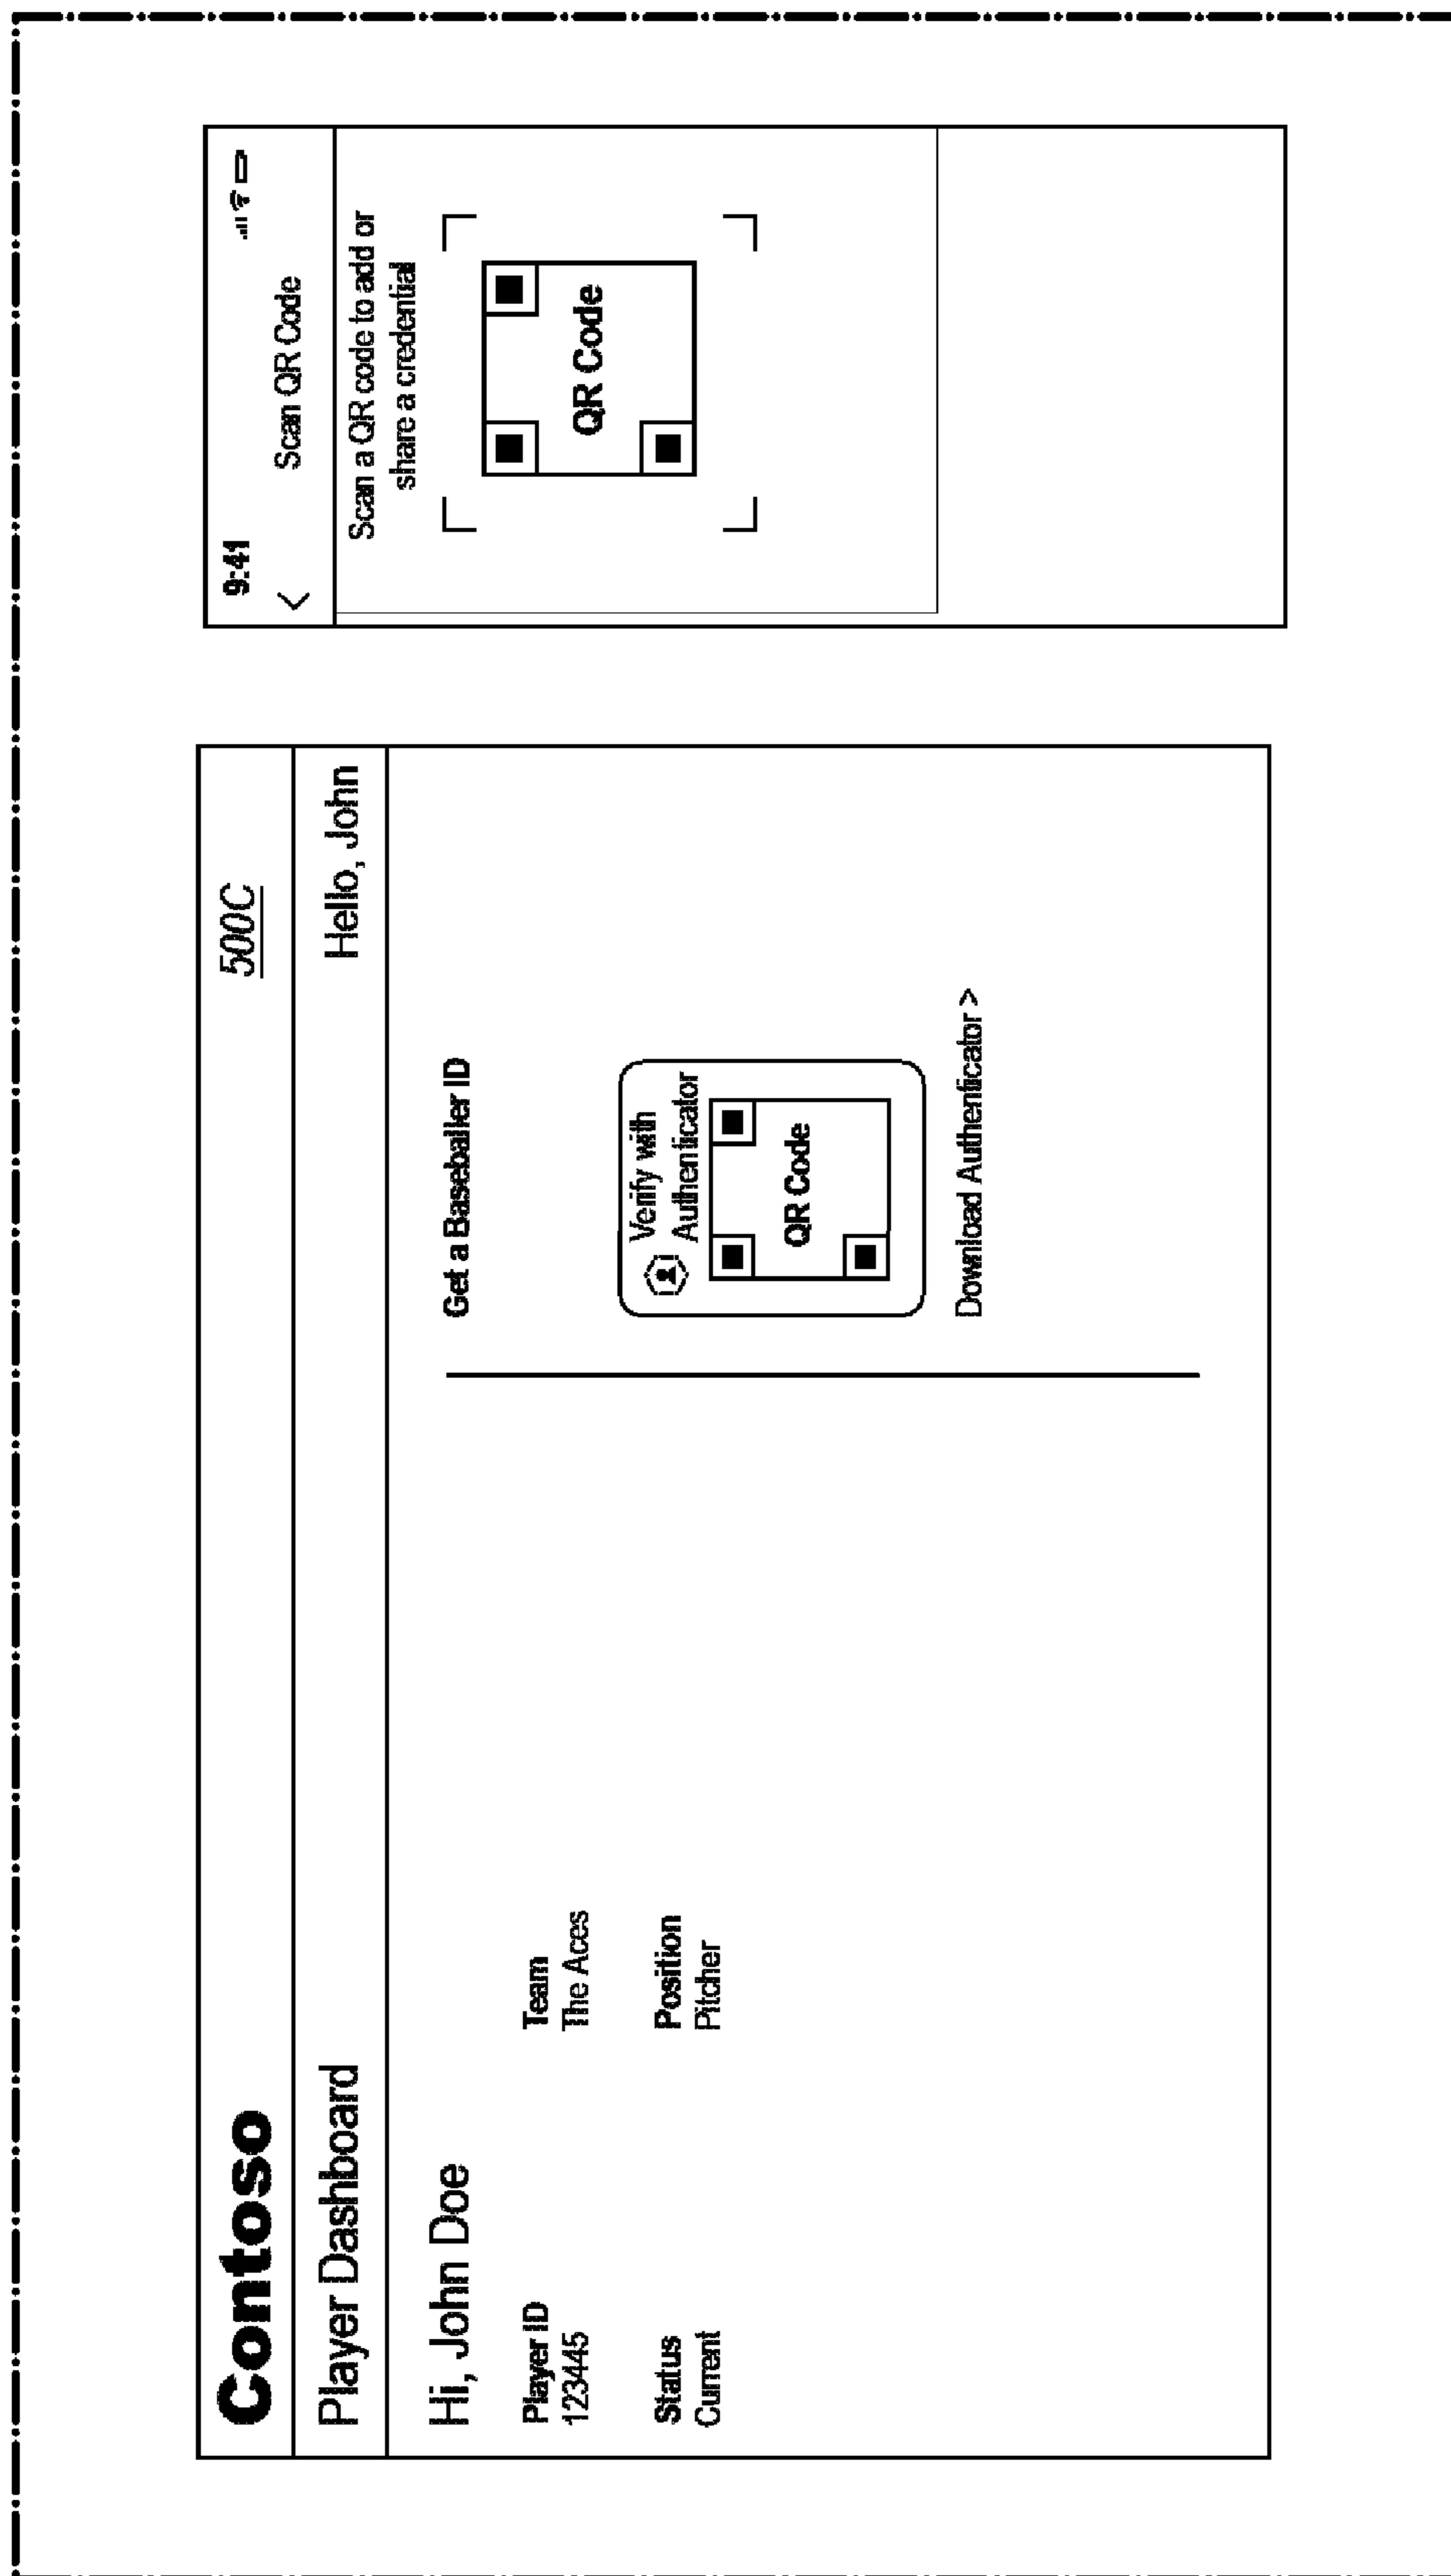 Contoso
500C
Player Dashboard
Hello, John
Hi, John Doe
Player ID
123445
Team
The Aces
Status
Current
Position
Pitcher
Get a Baseballer ID
Verify with
Authenticator
QR Code
Download Authenticator >
9:41
< Scan QR Code
Scan a QR code to add or
share a credential
QR Code